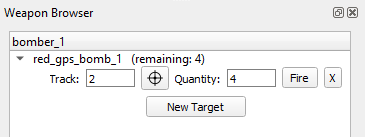 Weapon Browser
bomber_1
red_gps_bomb_1 (remaining: 4)
Track: 2 Quantity: 4 Fire X
New Target